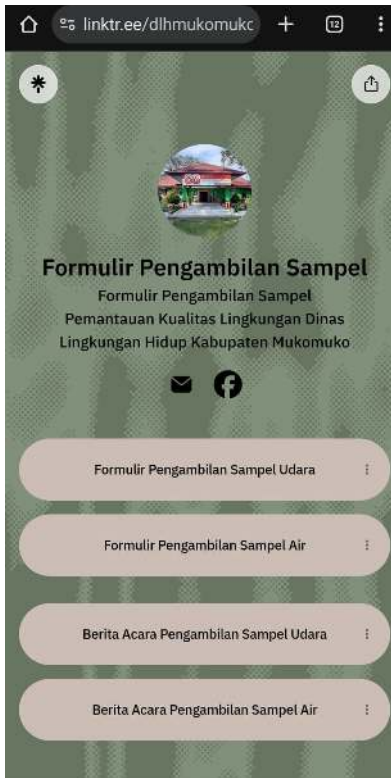 linktr.ee/dlhmukomukc
12
Formulir Pengambilan Sampel
Formulir Pengambilan Sampel
Pemantauan Kualitas Lingkungan Dinas
Lingkungan Hidup Kabupaten Mukomuko
Formulir Pengambilan Sampel Udara
Formulir Pengambilan Sampel Air
Berita Acara Pengambilan Sampel Udara
Berita Acara Pengambilan Sampel Air